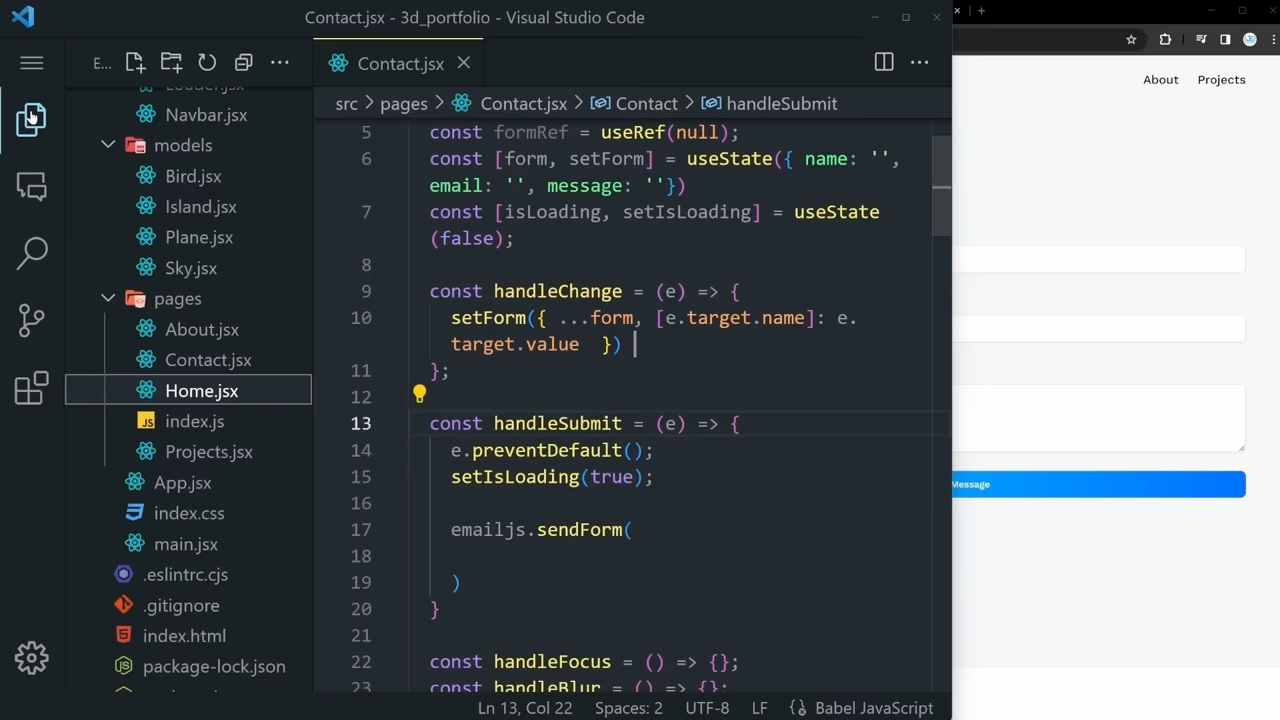 Contact.jsx - 3d_portfolio - Visual Studio Code
E...
Contact.jsx
src > pages > Contact.jsx > Contact > handleSubmit
Loader.jsx
Navbar.jsx
models
Bird.jsx
Island.jsx
Plane.jsx
Sky.jsx
pages
About.jsx
Contact.jsx
Home.jsx
JS index.js
Projects.jsx
App.jsx
index.css
main.jsx
.eslintrc.cjs
.gitignore
index.html
package-lock.json
5 const formRef = useRef(null);
6 const [form, setForm] = useState({ name: '',
email: '', message: ''})
7 const [isLoading, setIsLoading] = useState
(false);
8
9 const handleChange = (e) => {
10 setForm({ ...form, [e.target.name]: e.
target.value })
11 };
12
13 const handleSubmit = (e) => {
14 e.preventDefault();
15 setIsLoading(true);
16
17 emailjs.sendForm(
18
19 )
20 }
21
22 const handleFocus = () => {};
23 const handleBlur = () => {};
Ln 13, Col 22 Spaces: 2 UTF-8 LF Babel JavaScript
About Projects
Message